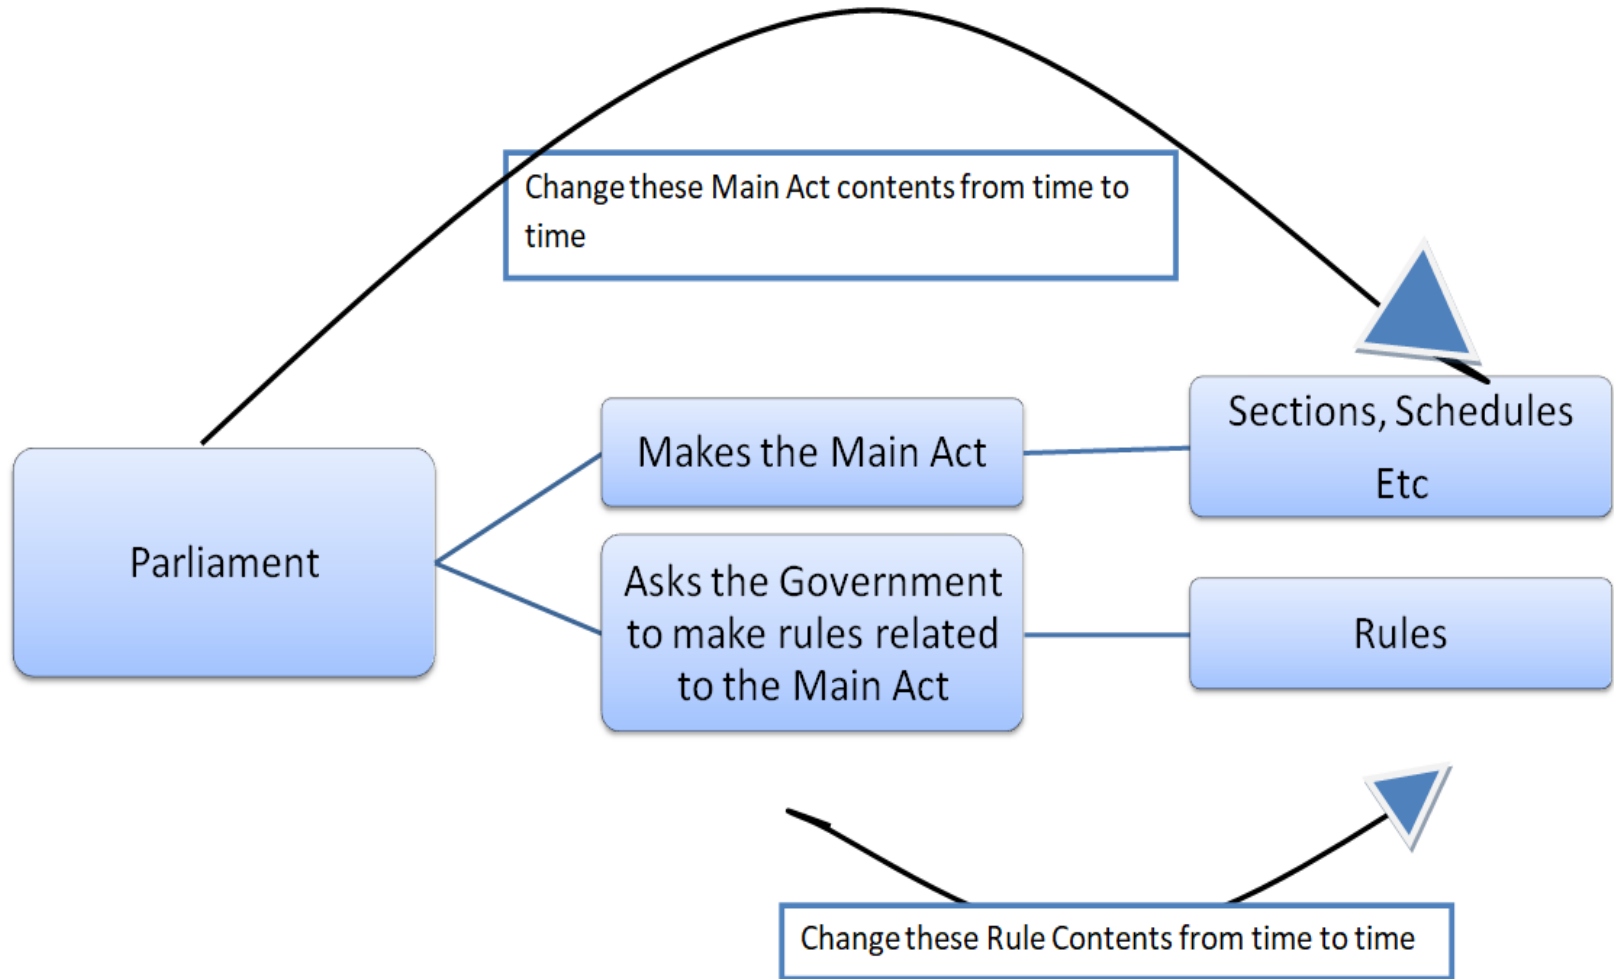 Change these Main Act contents from time to
time
Parliament
Makes the Main Act
Sections, Schedules
Etc
Asks the Government
to make rules related
to the Main Act
Rules
Change these Rule Contents from time to time